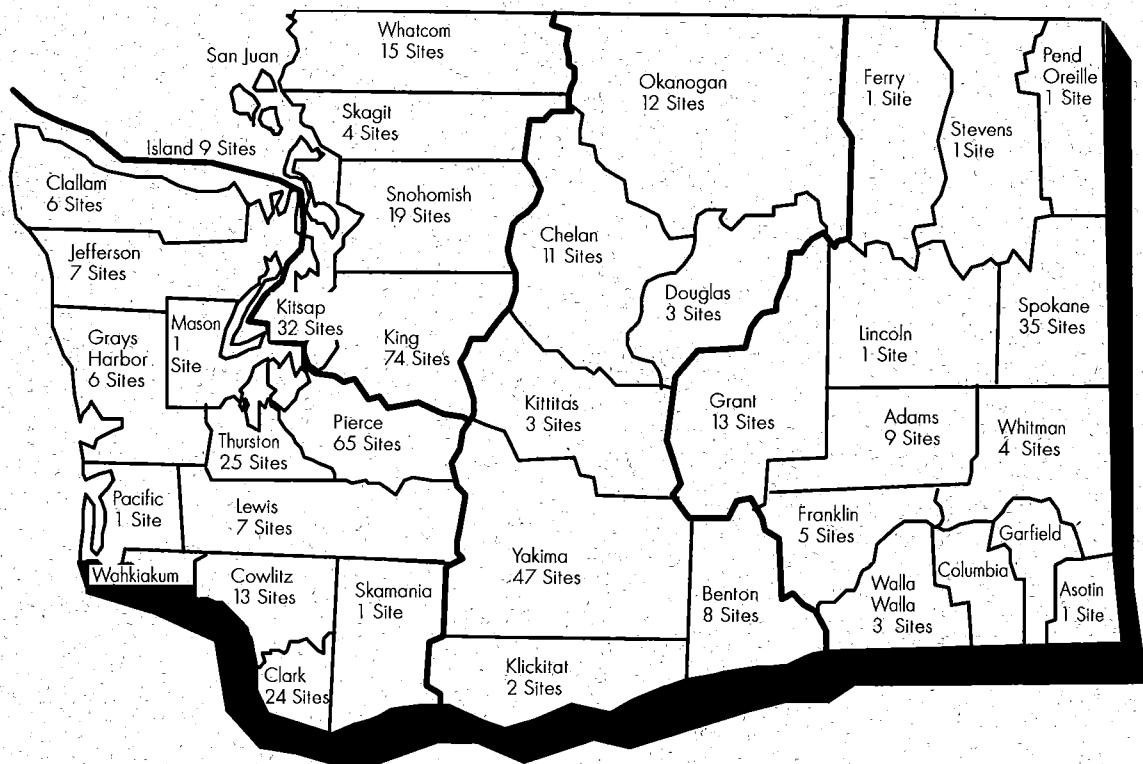 Whatcom
15 Sites
San Juan
Skagit
4 Sites
Island 9 Sites
Clallam
6 Sites
Snohomish
19 Sites
Jefferson
7 Sites
Kitsap
32 Sites
King
74 Sites
Mason
1
Site
Grays
Harbor
6 Sites
Thurston
25 Sites
Pierce
65 Sites
Pacific
1 Site
Lewis
7 Sites
Wahkiakum
Cowlitz
13 Sites
Skamania
1 Site
Clark
24 Sites
Okanogan
12 Sites
Chelan
11 Sites
Douglas
3 Sites
Kittitas
3 Sites
Grant
13 Sites
Yakima
47 Sites
Klickitat
2 Sites
Benton
8 Sites
Ferry
1 Site
Stevens
1 Site
Pend
Oreille
1 Site
Lincoln
1 Site
Spokane
35 Sites
Adams
9 Sites
Whitman
4 Sites
Franklin
5 Sites
Walla
Walla
3 Sites
Columbia
Garfield
Asotin
1 Site